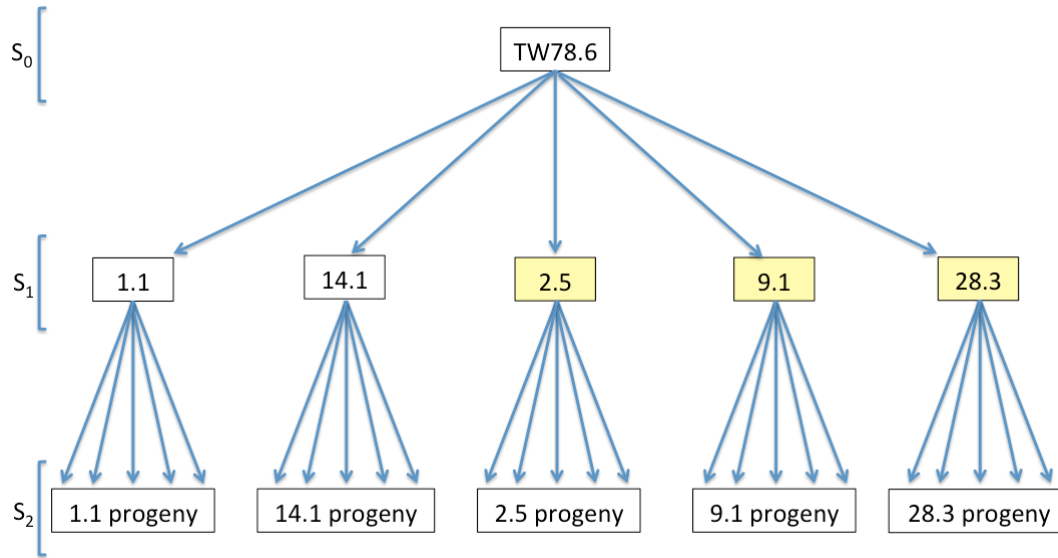 S₀
TW78.6
S₁
1.1
14.1
2.5
9.1
28.3
S₂
1.1 progeny
14.1 progeny
2.5 progeny
9.1 progeny
28.3 progeny